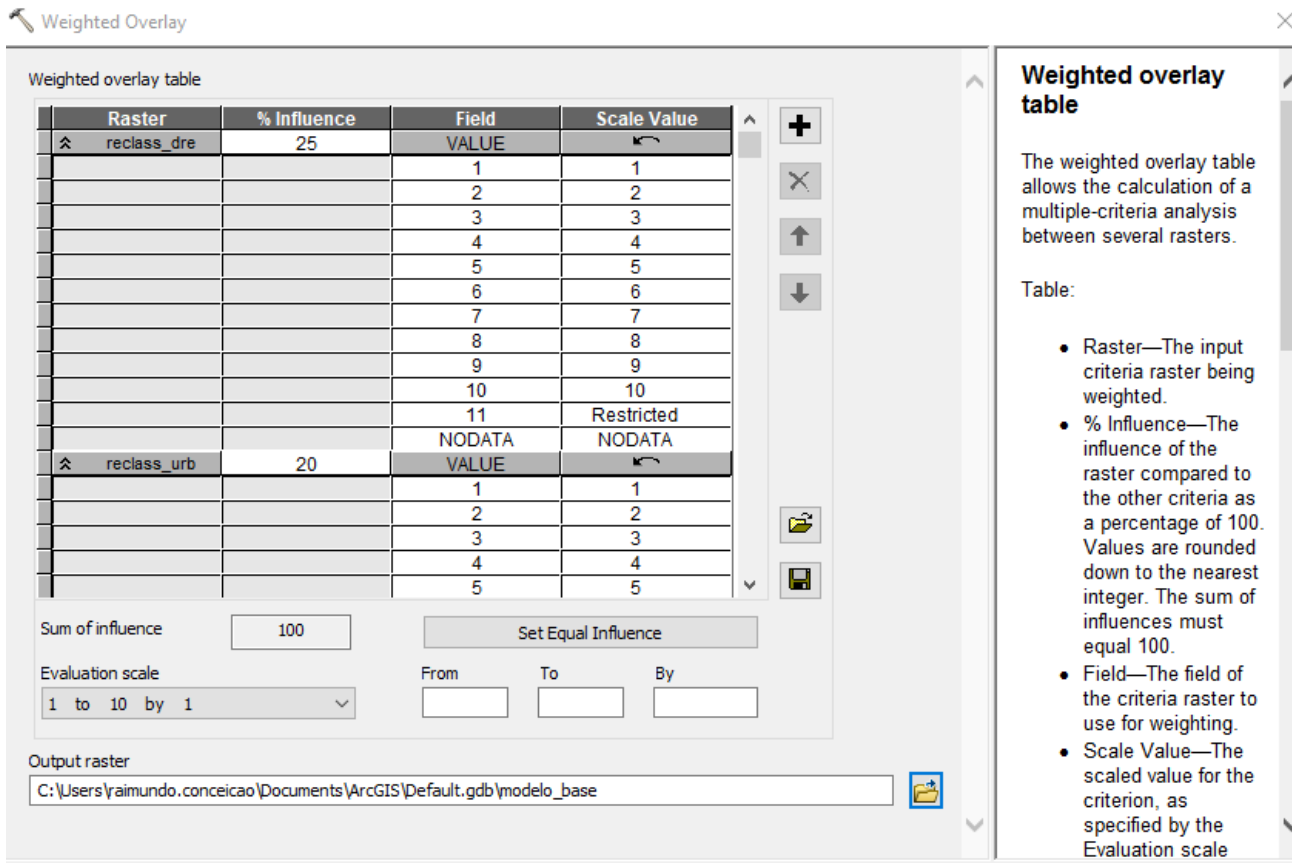 Weighted Overlay
Weighted overlay table
Raster % Influence Field Scale Value
reclass_dre 25 VALUE
1 1
2 2
3 3
4 4
5 5
6 6
7 7
8 8
9 9
10 10
11 Restricted
NODATA NODATA
reclass_urb 20 VALUE
1 1
2 2
3 3
4 4
5 5
Sum of influence 100 Set Equal Influence
Evaluation scale From To By
1 to 10 by 1
Output raster
C:\Users\raimundo.conceicao\Documents\ArcGIS\Default.gdb\modelo_base
Weighted overlay
table
The weighted overlay table
allows the calculation of a
multiple-criteria analysis
between several rasters.
Table:
• Raster—The input
criteria raster being
weighted.
• % Influence—The
influence of the
raster compared to
the other criteria as
a percentage of 100.
Values are rounded
down to the nearest
integer. The sum of
influences must
equal 100.
• Field—The field of
the criteria raster to
use for weighting.
• Scale Value—The
scaled value for the
criterion, as
specified by the
Evaluation scale